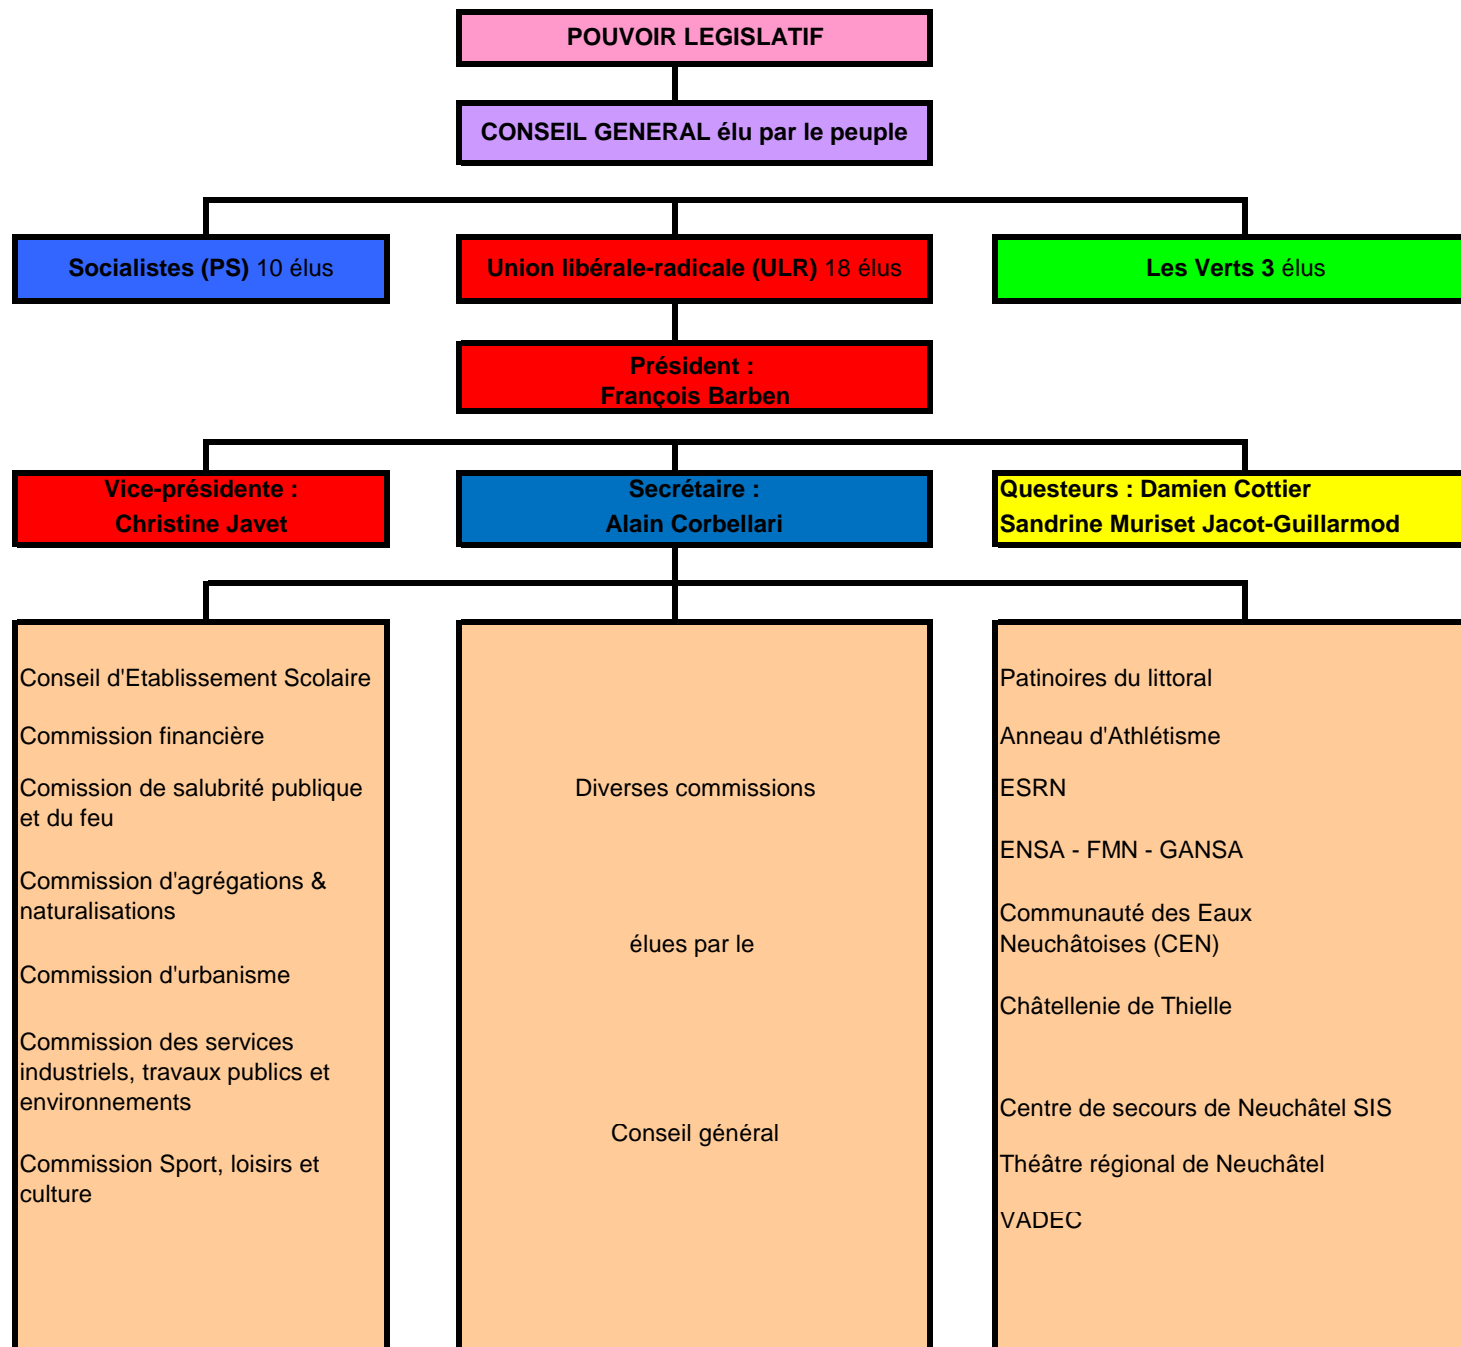 POUVOIR LEGISLATIF
CONSEIL GENERAL élu par le peuple
Socialistes (PS) 10 élus
Union libérale-radicale (ULR) 18 élus
Les Verts 3 élus
Président :
François Barben
Vice-présidente :
Christine Javet
Secrétaire :
Alain Corbellari
Questeurs : Damien Cottier
Sandrine Muriset Jacot-Guillarmod
Conseil d'Etablissement Scolaire
Commission financière
Comission de salubrité publique
et du feu
Commission d'agrégations &
naturalisations
Commission d'urbanisme
Commission des services
industriels, travaux publics et
environnements
Commission Sport, loisirs et
culture
Diverses commissions
élues par le
Conseil général
Patinoires du littoral
Anneau d'Athlétisme
ESRN
ENSA - FMN - GANSA
Communauté des Eaux
Neuchâtoises (CEN)
Châtellenie de Thielle
Centre de secours de Neuchâtel SIS
Théâtre régional de Neuchâtel
VADEC